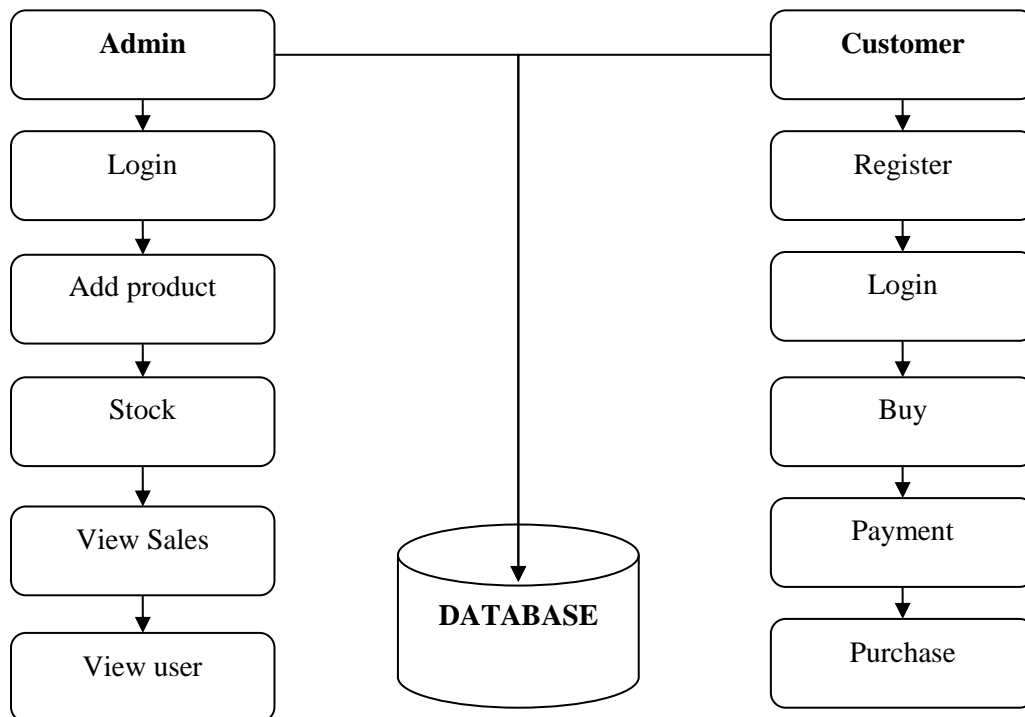 Admin
Customer
Login
Register
Add product
Login
Stock
Buy
View Sales
Payment
DATABASE
View user
Purchase